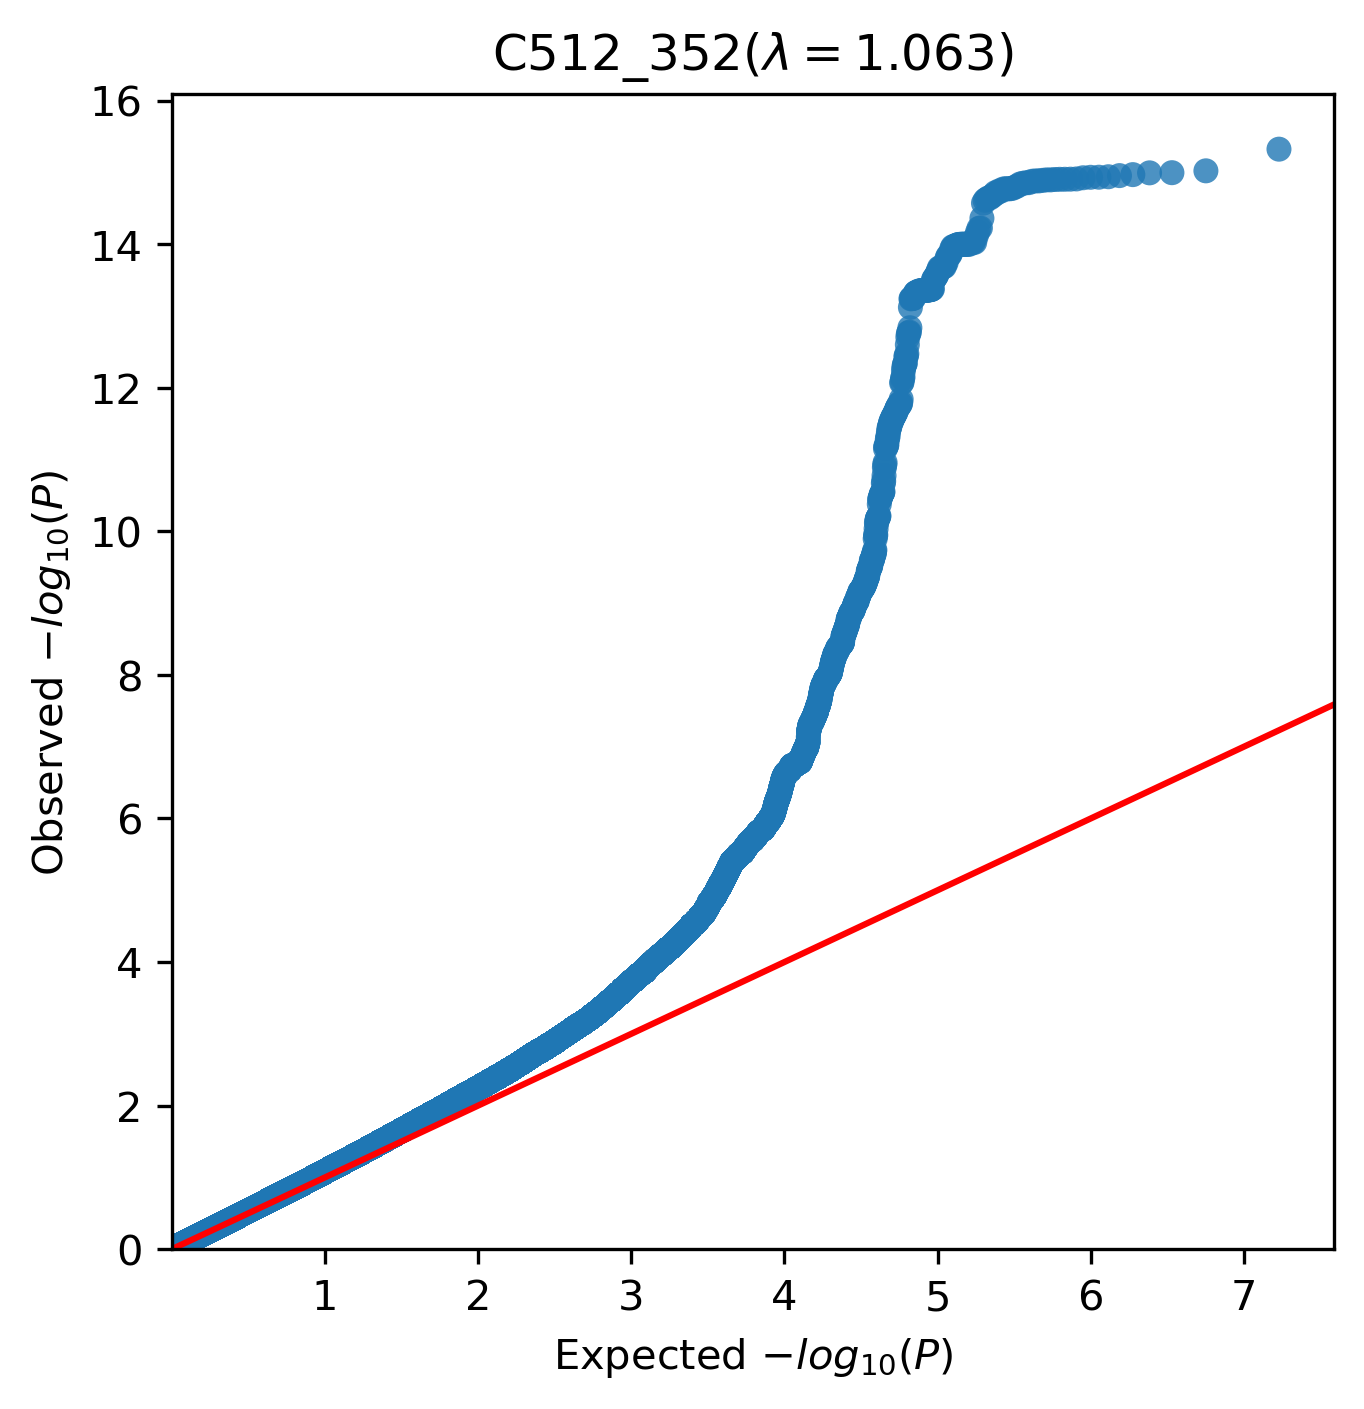 C512_352(λ = 1.063)
16
14
12
10
8
6
4
2
0
Observed −log₁₀(P)
1 2 3 4 5 6 7
Expected −log₁₀(P)